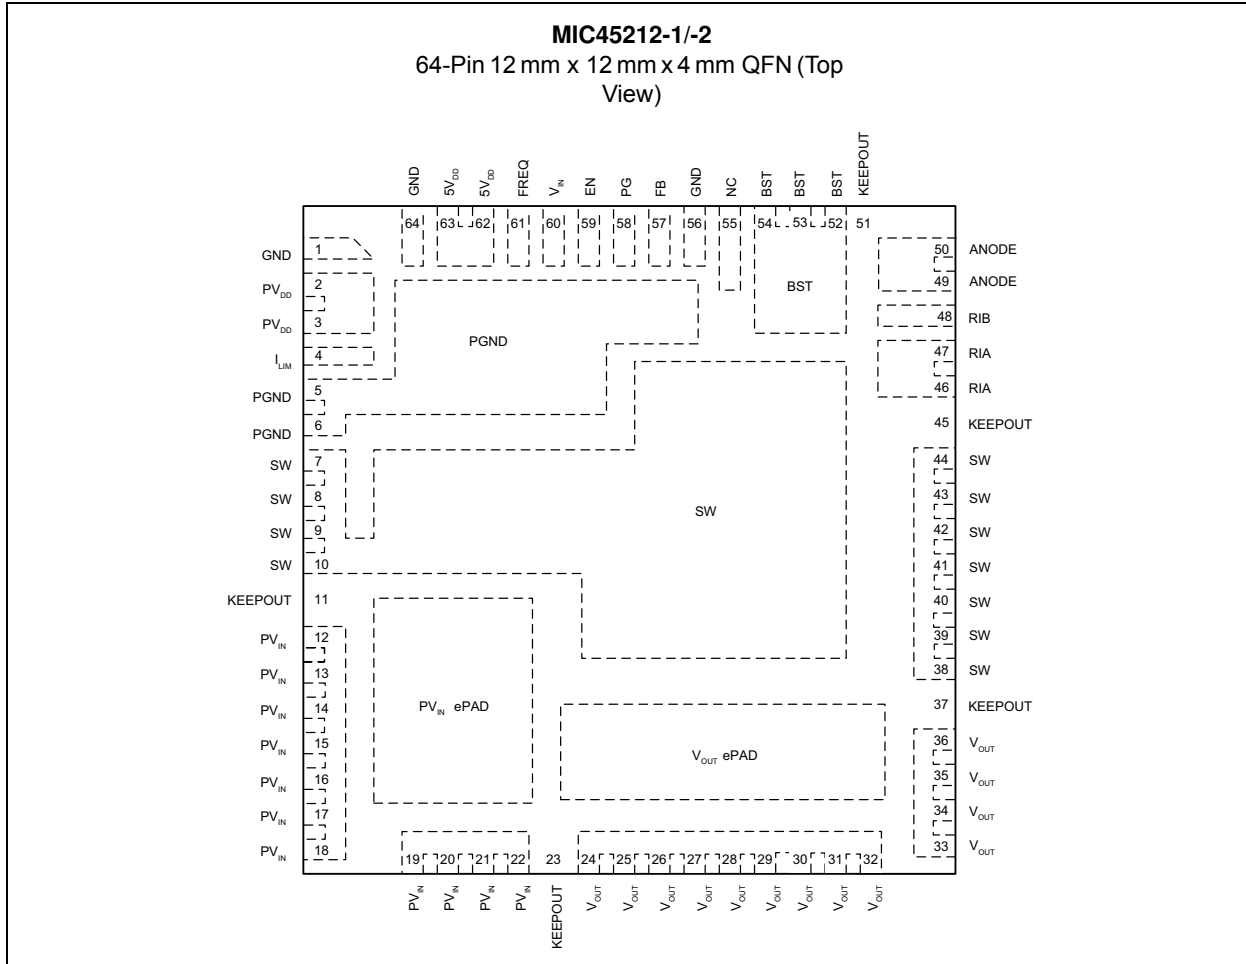 MIC45212-1/-2
64-Pin 12 mm x 12 mm x 4 mm QFN (Top
View)
GND
5VDD
5VDD
FREQ
VIN
EN
PG
FB
GND
NC
BST
BST
BST
KEEPOUT
64 63 62 61 60 59 58 57 56 55 54 53 52 51
GND 1
PVDD 2
PVDD 3
ILIM 4
PGND 5
PGND 6
SW 7
SW 8
SW 9
SW 10
KEEPOUT 11
PVIN 12
PVIN 13
PVIN 14
PVIN 15
PVIN 16
PVIN 17
PVIN 18
BST
PGND
SW
PVIN ePAD
VOUT ePAD
50 ANODE
49 ANODE
48 RIB
47 RIA
46 RIA
45 KEEPOUT
44 SW
43 SW
42 SW
41 SW
40 SW
39 SW
38 SW
37 KEEPOUT
36 VOUT
35 VOUT
34 VOUT
33 VOUT
19 20 21 22 23 24 25 26 27 28 29 30 31 32
PVIN
PVIN
PVIN
PVIN
KEEPOUT
VOUT
VOUT
VOUT
VOUT
VOUT
VOUT
VOUT
VOUT
VOUT